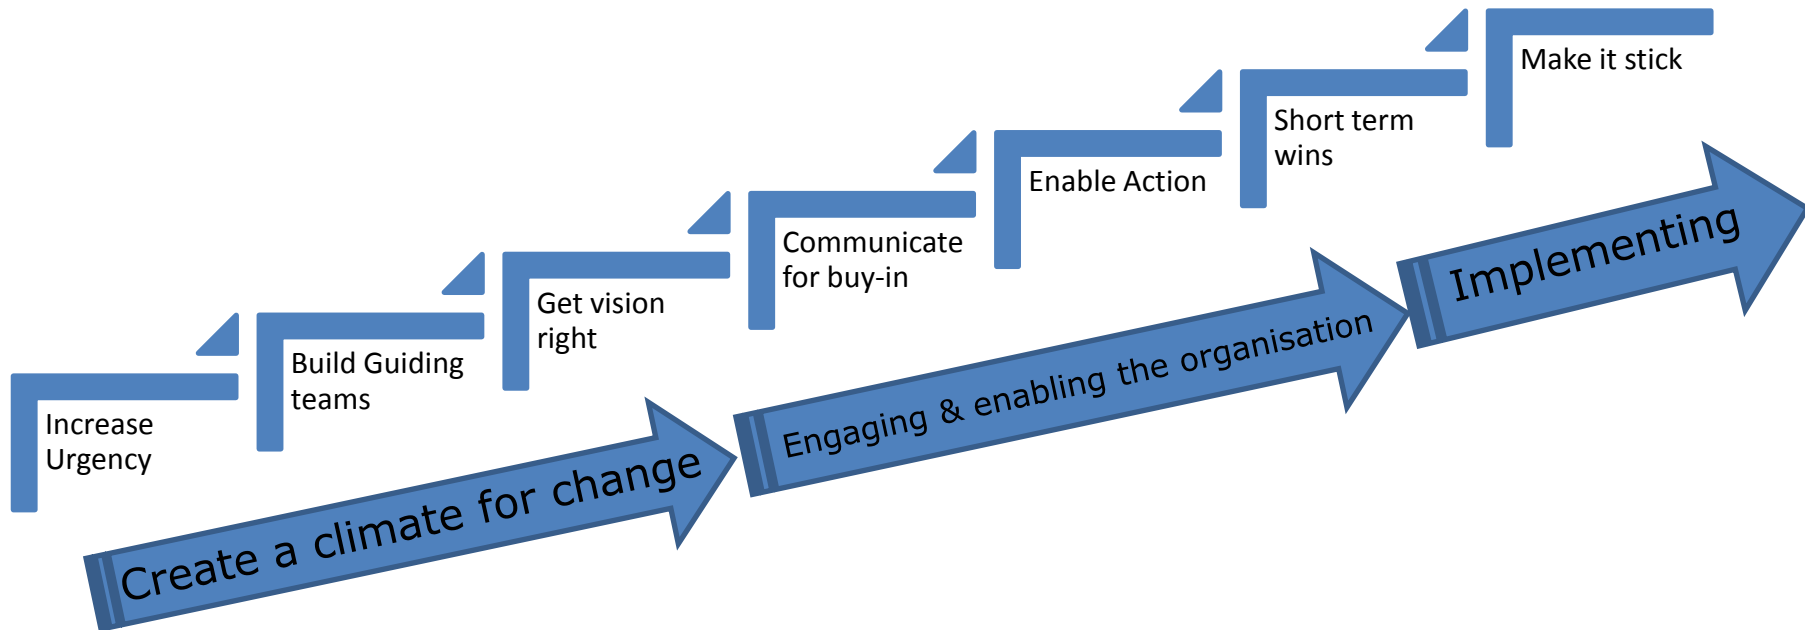 Increase
Urgency
Build Guiding
teams
Get vision
right
Communicate
for buy-in
Enable Action
Short term
wins
Make it stick
Create a climate for change
Engaging & enabling the organisation
Implementing